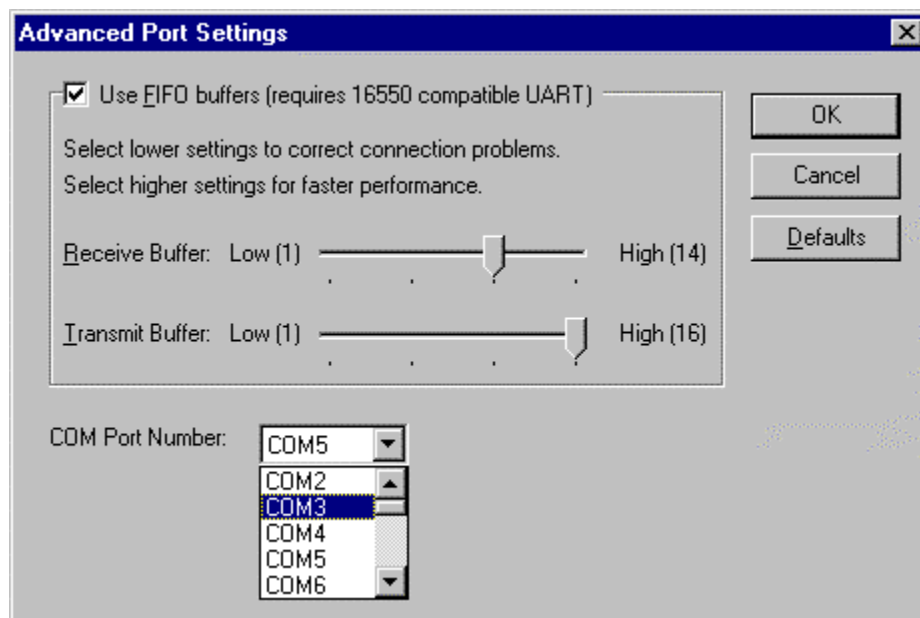 Advanced Port Settings
Use FIFO buffers (requires 16550 compatible UART)
Select lower settings to correct connection problems.
Select higher settings for faster performance.
Receive Buffer: Low (1) High (14)
Transmit Buffer: Low (1) High (16)
OK
Cancel
Defaults
COM Port Number: COM5
COM2
COM3
COM4
COM5
COM6